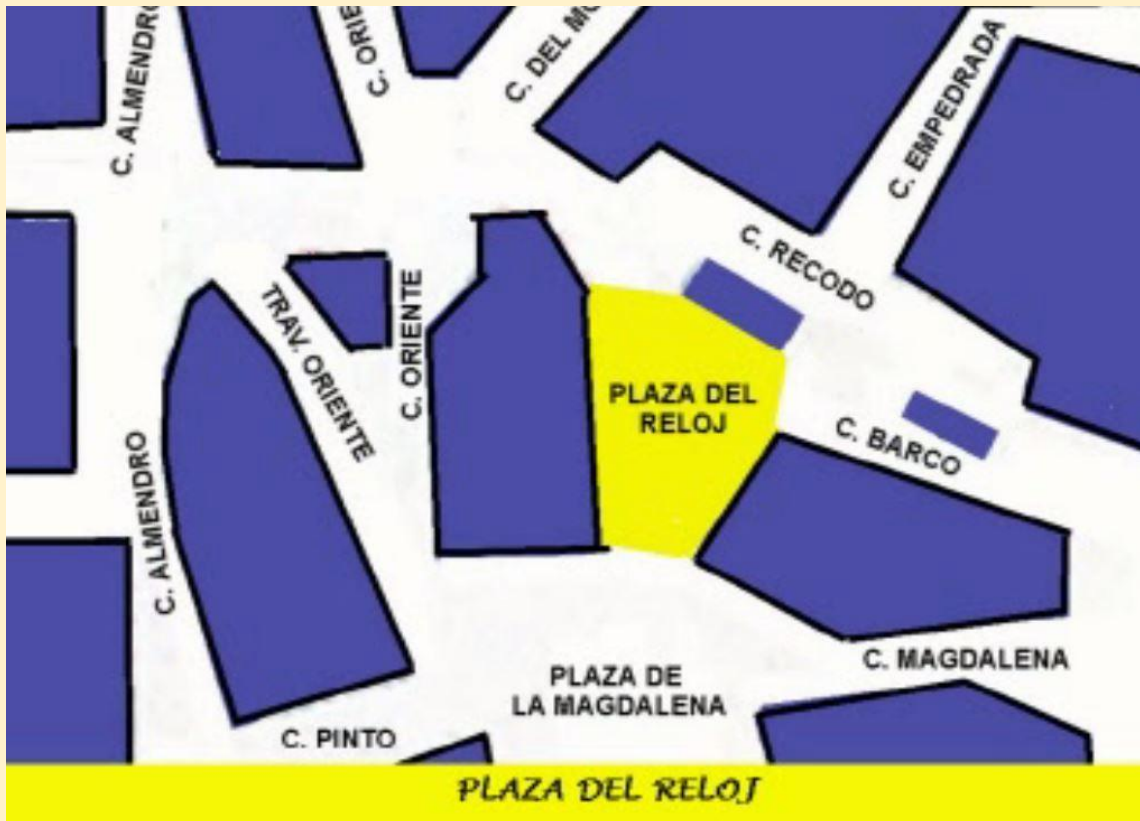 C. ALMENDRO
C. ORIE
C. DEL MO
C. EMPEDRADA
C. RECODO
TRAV. ORIENTE
C. ORIENTE
PLAZA DEL
RELOJ
C. BARCO
C. ALMENDRO
C. MAGDALENA
PLAZA DE
LA MAGDALENA
C. PINTO
PLAZA DEL RELOJ